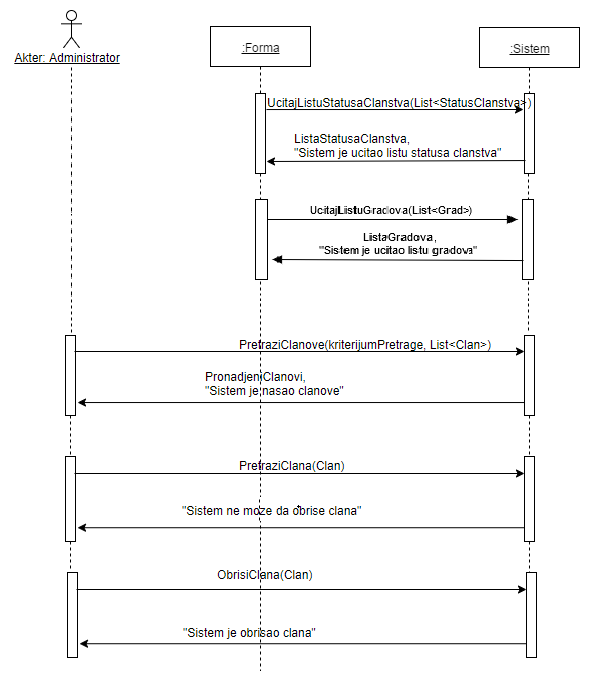 Akter: Administrator
:Forma
:Sistem
UcitajListuStatusaClanstva(List<StatusClanstva>)
ListaStatusaClanstva,
"Sistem je ucitao listu statusa clanstva"
UcitajListuGradova(List<Grad>)
ListaGradova,
"Sistem je ucitao listu gradova"
PretraziClanove(kriterijumPretrage, List<Clan>)
PronadjeniClanovi,
"Sistem je nasao clanove"
PretraziClana(Clan)
"Sistem ne moze da obrise clana"
ObrisiClana(Clan)
"Sistem je obrisao clana"